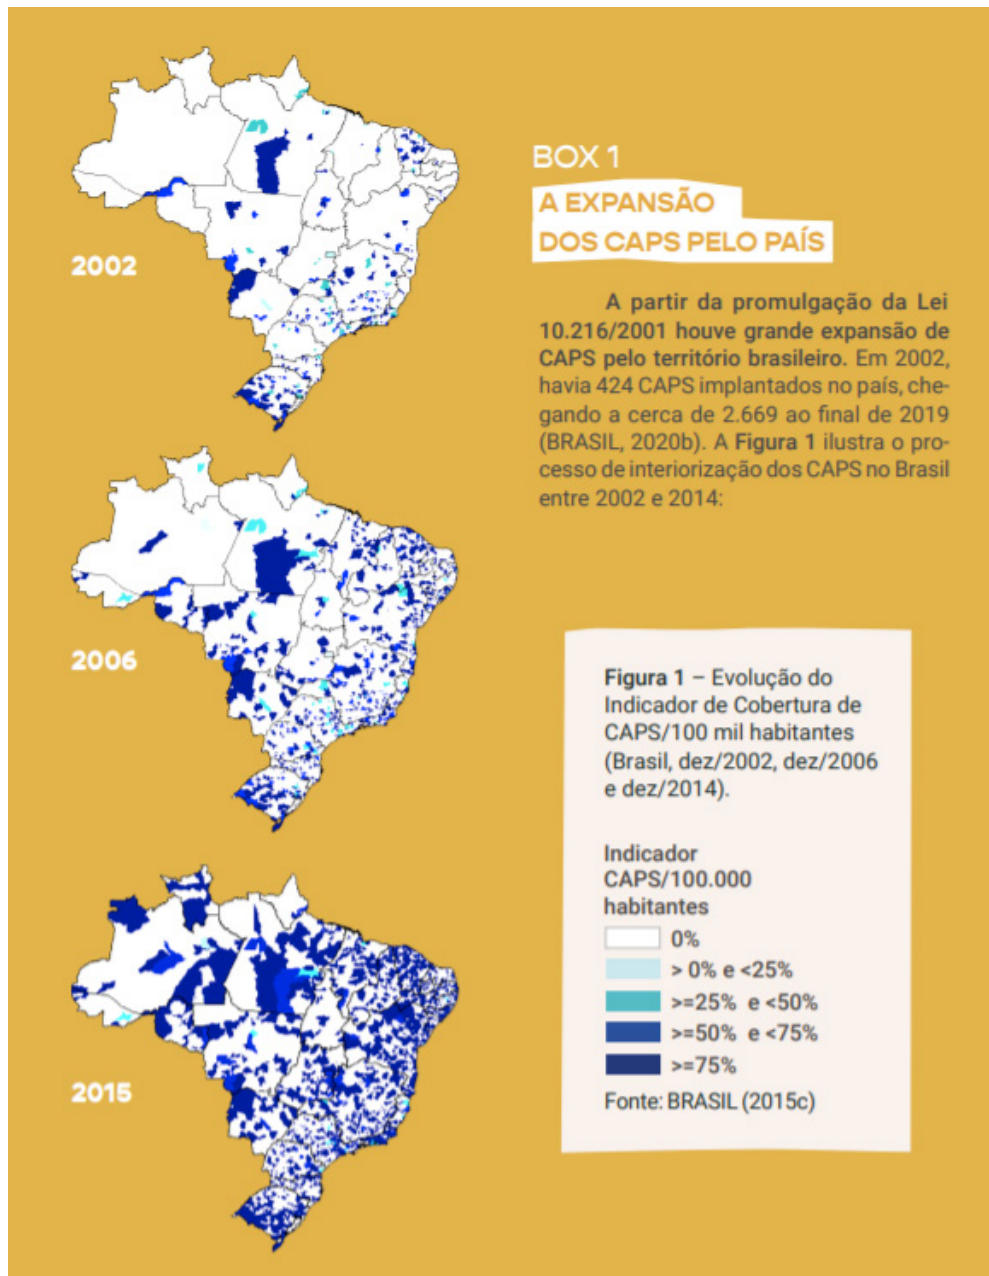 2002
2006
2015
BOX 1
A EXPANSÃO
DOS CAPS PELO PAÍS
A partir da promulgação da Lei
10.216/2001 houve grande expansão de
CAPS pelo território brasileiro. Em 2002,
havia 424 CAPS implantados no país, che-
gando a cerca de 2.669 ao final de 2019
(BRASIL, 2020b). A Figura 1 ilustra o pro-
cesso de interiorização dos CAPS no Brasil
entre 2002 e 2014:
Figura 1 – Evolução do
Indicador de Cobertura de
CAPS/100 mil habitantes
(Brasil, dez/2002, dez/2006
e dez/2014).
Indicador
CAPS/100.000
habitantes
0%
> 0% e <25%
>=25% e <50%
>=50% e <75%
>=75%
Fonte: BRASIL (2015c)